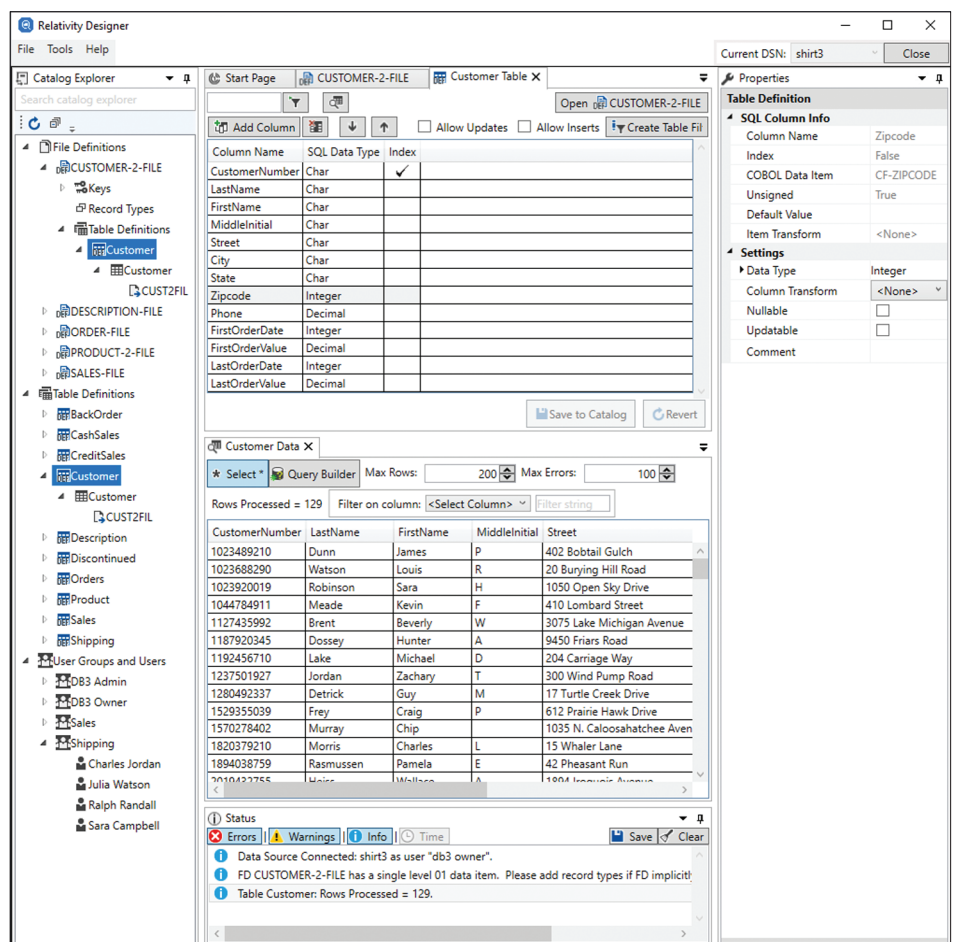 Relativity Designer
File Tools Help
Current DSN: shirt3 Close
Catalog Explorer
Search catalog explorer
File Definitions
CUSTOMER-2-FILE
Keys
Record Types
Table Definitions
Customer
Customer
CUST2FIL
DESCRIPTION-FILE
ORDER-FILE
PRODUCT-2-FILE
SALES-FILE
Table Definitions
BackOrder
CashSales
CreditSales
Customer
Customer
CUST2FIL
Description
Discontinued
Orders
Product
Sales
Shipping
User Groups and Users
DB3 Admin
DB3 Owner
Sales
Shipping
Charles Jordan
Julia Watson
Ralph Randall
Sara Campbell
Start Page CUSTOMER-2-FILE Customer Table
Open CUSTOMER-2-FILE
Add Column Allow Updates Allow Inserts Create Table Fil
Column Name SQL Data Type Index
CustomerNumber Char
LastName Char
FirstName Char
MiddleInitial Char
Street Char
City Char
State Char
Zipcode Integer
Phone Decimal
FirstOrderDate Integer
FirstOrderValue Decimal
LastOrderDate Integer
LastOrderValue Decimal
Save to Catalog Revert
Customer Data
* Select * Query Builder Max Rows: 200 Max Errors: 100
Rows Processed = 129 Filter on column: <Select Column> Filter string
CustomerNumber LastName FirstName MiddleInitial Street
1023489210 Dunn James P 402 Bobtail Gulch
1023688290 Watson Louis R 20 Burying Hill Road
1023920019 Robinson Sara H 1050 Open Sky Drive
1044784911 Meade Kevin F 410 Lombard Street
1127435992 Brent Beverly W 3075 Lake Michigan Avenue
1187920345 Dossey Hunter A 9450 Friars Road
1192456710 Lake Michael D 204 Carriage Way
1237501927 Jordan Zachary T 300 Wind Pump Road
1280492337 Detrick Guy M 17 Turtle Creek Drive
1529355039 Frey Craig P 612 Prairie Hawk Drive
1570278402 Murray Chip 1035 N. Caloosahatchee Aven
1820379210 Morris Charles L 15 Whaler Lane
1894038759 Rasmussen Pamela E 42 Pheasant Run
2019432755 Heiss Wallace A 1894 Iroquois Avenue
Status
Errors Warnings Info Time Save Clear
Data Source Connected: shirt3 as user "db3 owner".
FD CUSTOMER-2-FILE has a single level 01 data item. Please add record types if FD implicitl
Table Customer: Rows Processed = 129.
Properties
Table Definition
SQL Column Info
Column Name Zipcode
Index False
COBOL Data Item CF-ZIPCODE
Unsigned True
Default Value
Item Transform <None>
Settings
Data Type Integer
Column Transform <None>
Nullable
Updatable
Comment